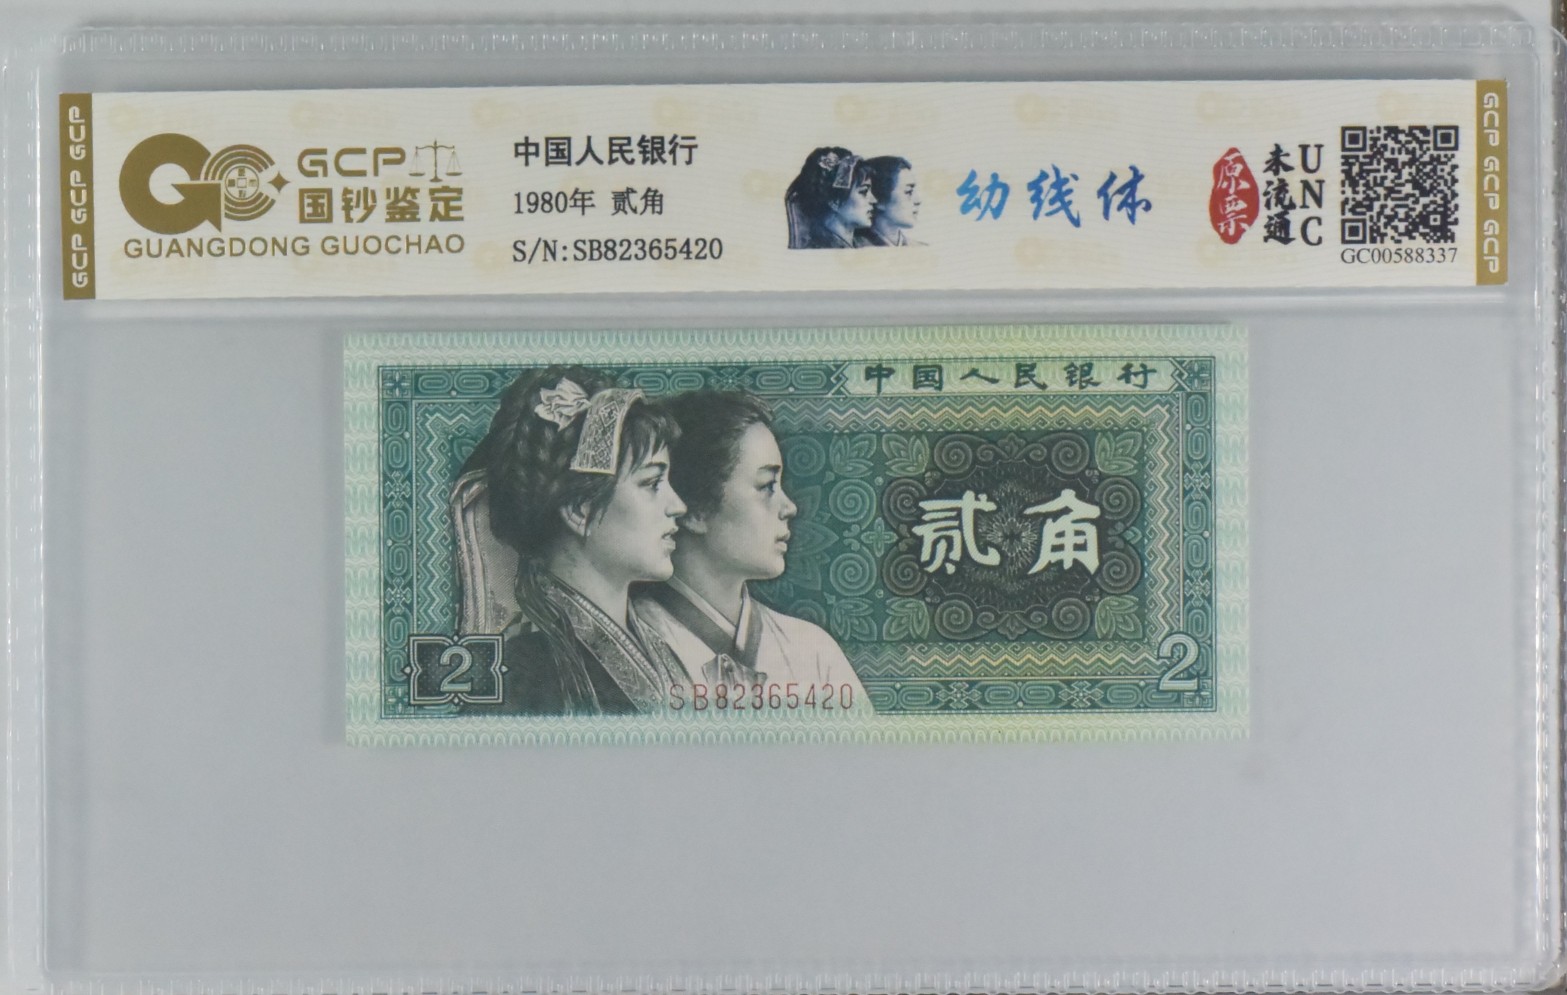 GCP GCP GCP
GCP
国钞鉴定
GUANGDONG GUOCHAO
中国人民银行
1980年 贰角
S/N:SB82365420
幼线体
原票
未流通
UNC
GC00588337
GCP GCP GCP
中国人民银行
贰角
2
2
SB82365420